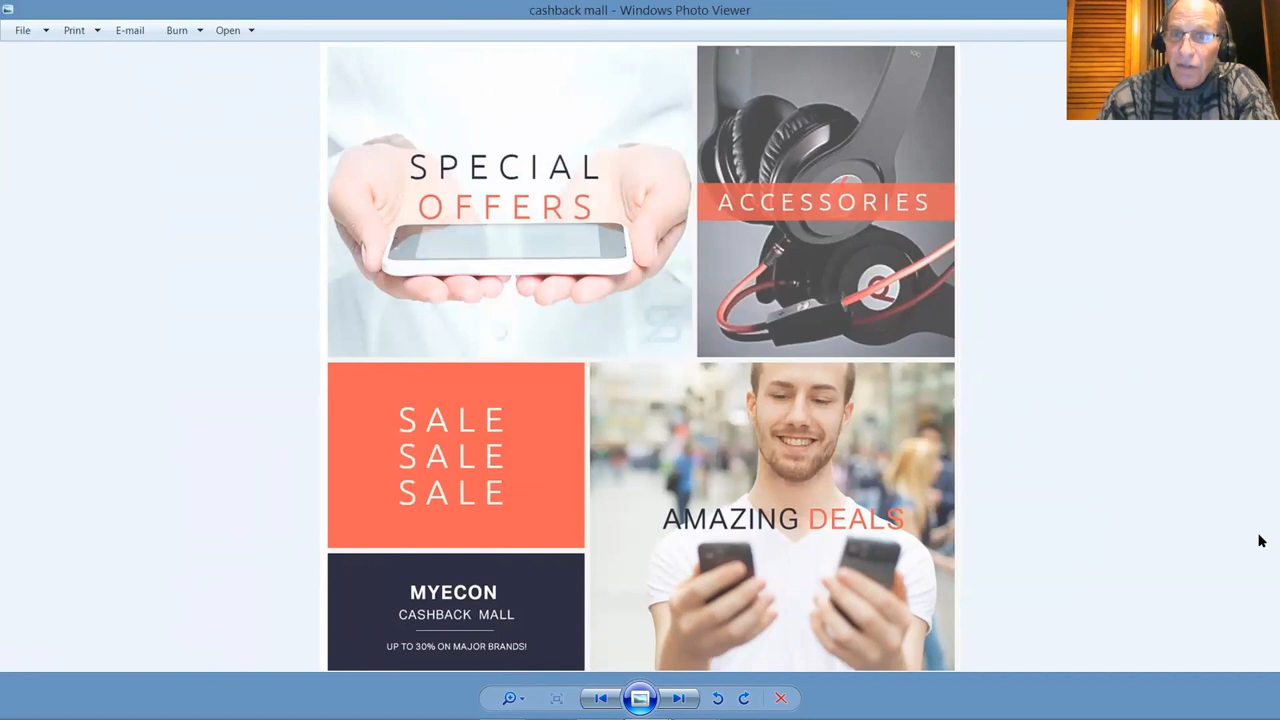 cashback mall - Windows Photo Viewer
File Print E-mail Burn Open
SPECIAL
OFFERS
ACCESSORIES
SALE
SALE
SALE
AMAZING DEALS
MYECON
CASHBACK MALL
UP TO 30% ON MAJOR BRANDS!